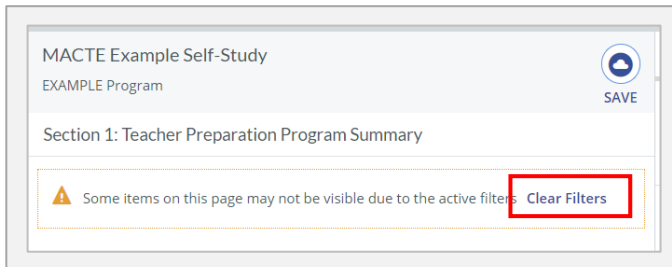 MACTE Example Self-Study
EXAMPLE Program
SAVE
Section 1: Teacher Preparation Program Summary
Some items on this page may not be visible due to the active filters Clear Filters